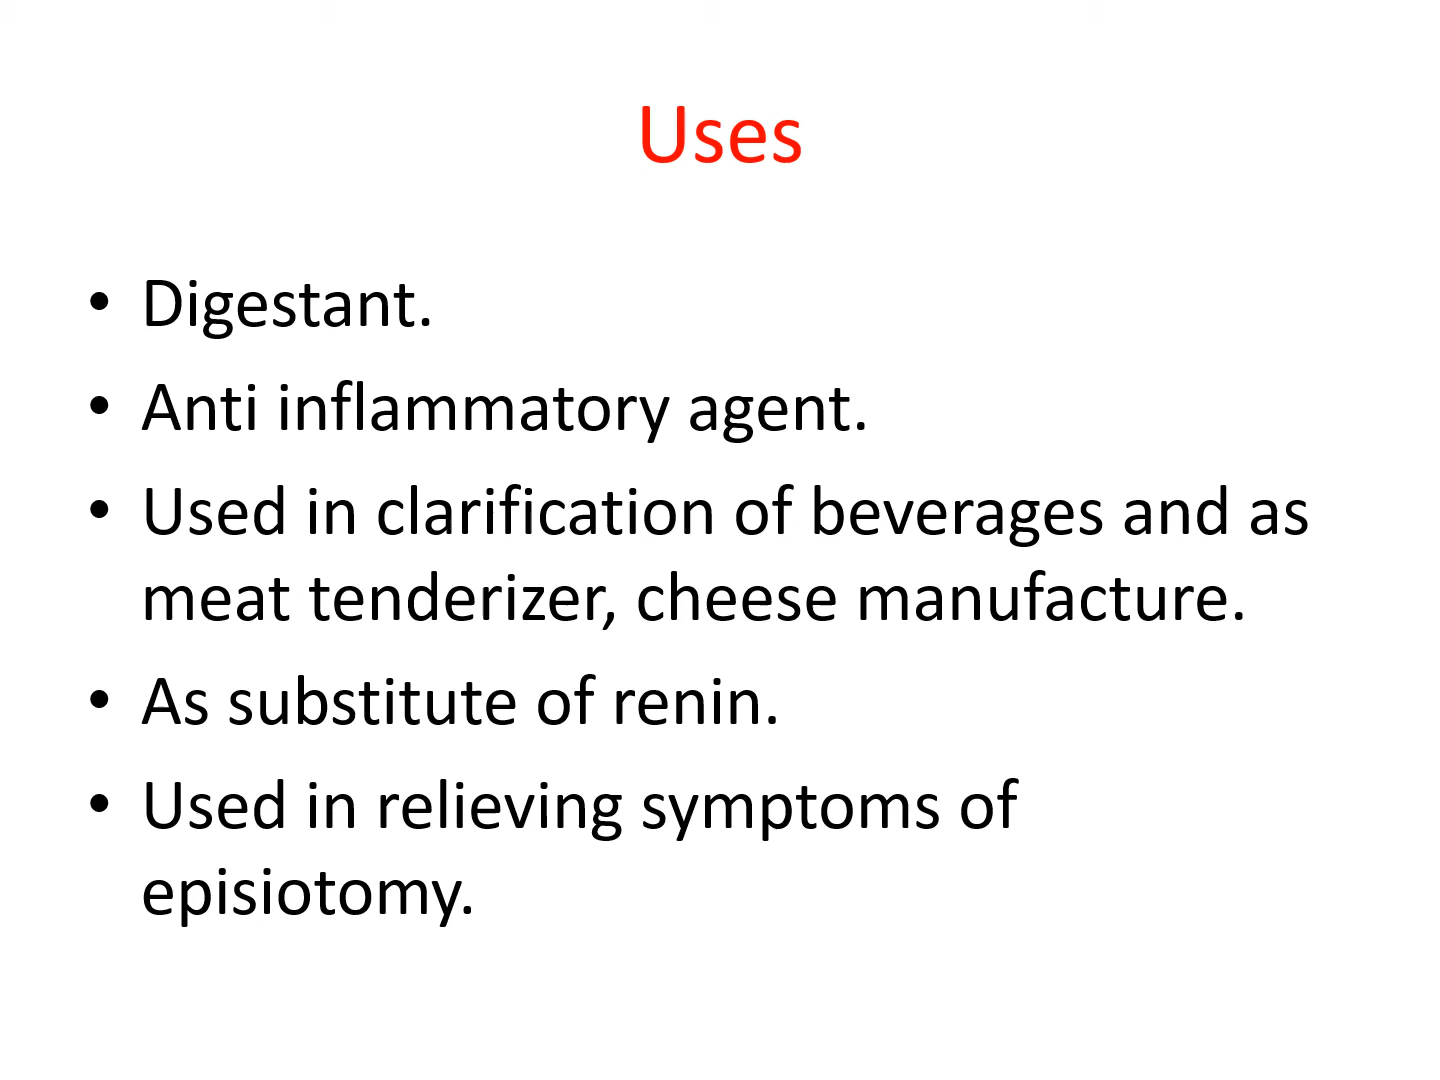 Uses
• Digestant.
• Anti inflammatory agent.
• Used in clarification of beverages and as
meat tenderizer, cheese manufacture.
• As substitute of renin.
• Used in relieving symptoms of
episiotomy.